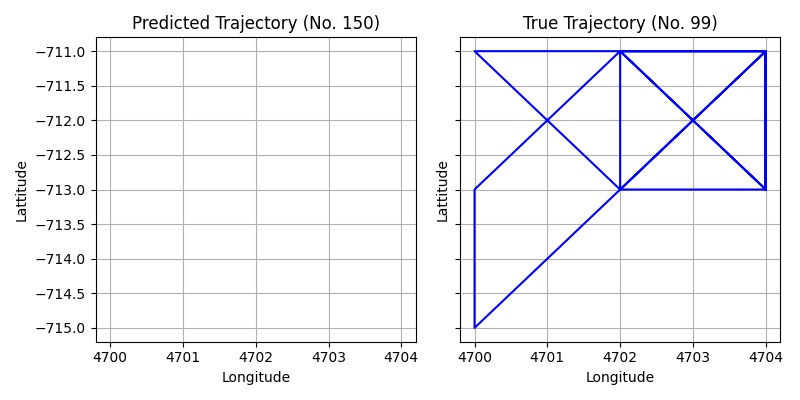 Predicted Trajectory (No. 150)
True Trajectory (No. 99)
−711.0
−711.5
−712.0
−712.5
−713.0
−713.5
−714.0
−714.5
−715.0
Lattitude
Lattitude
4700 4701 4702 4703 4704
4700 4701 4702 4703 4704
Longitude
Longitude